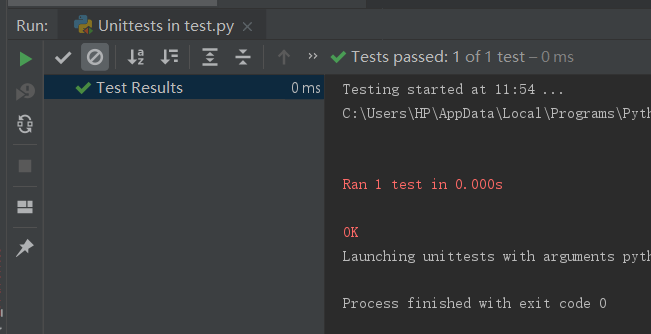 Run: Unittests in test.py ×
Tests passed: 1 of 1 test – 0 ms
Test Results 0 ms
Testing started at 11:54 ...
C:\Users\HP\AppData\Local\Programs\Pyth
Ran 1 test in 0.000s
OK
Launching unittests with arguments pyth
Process finished with exit code 0